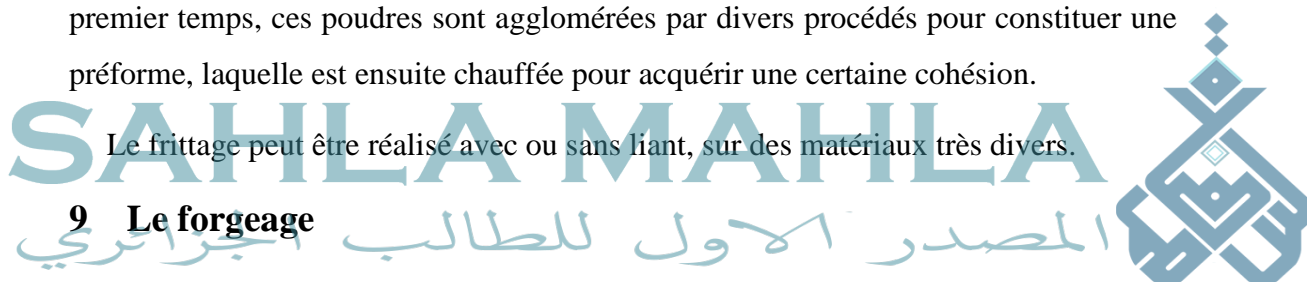 premier temps, ces poudres sont agglomérées par divers procédés pour constituer une
préforme, laquelle est ensuite chauffée pour acquérir une certaine cohésion.
SAHLA MAHLA
Le frittage peut être réalisé avec ou sans liant, sur des matériaux très divers.
9 Le forgeage
المصدر الاول للطالب الجزائري